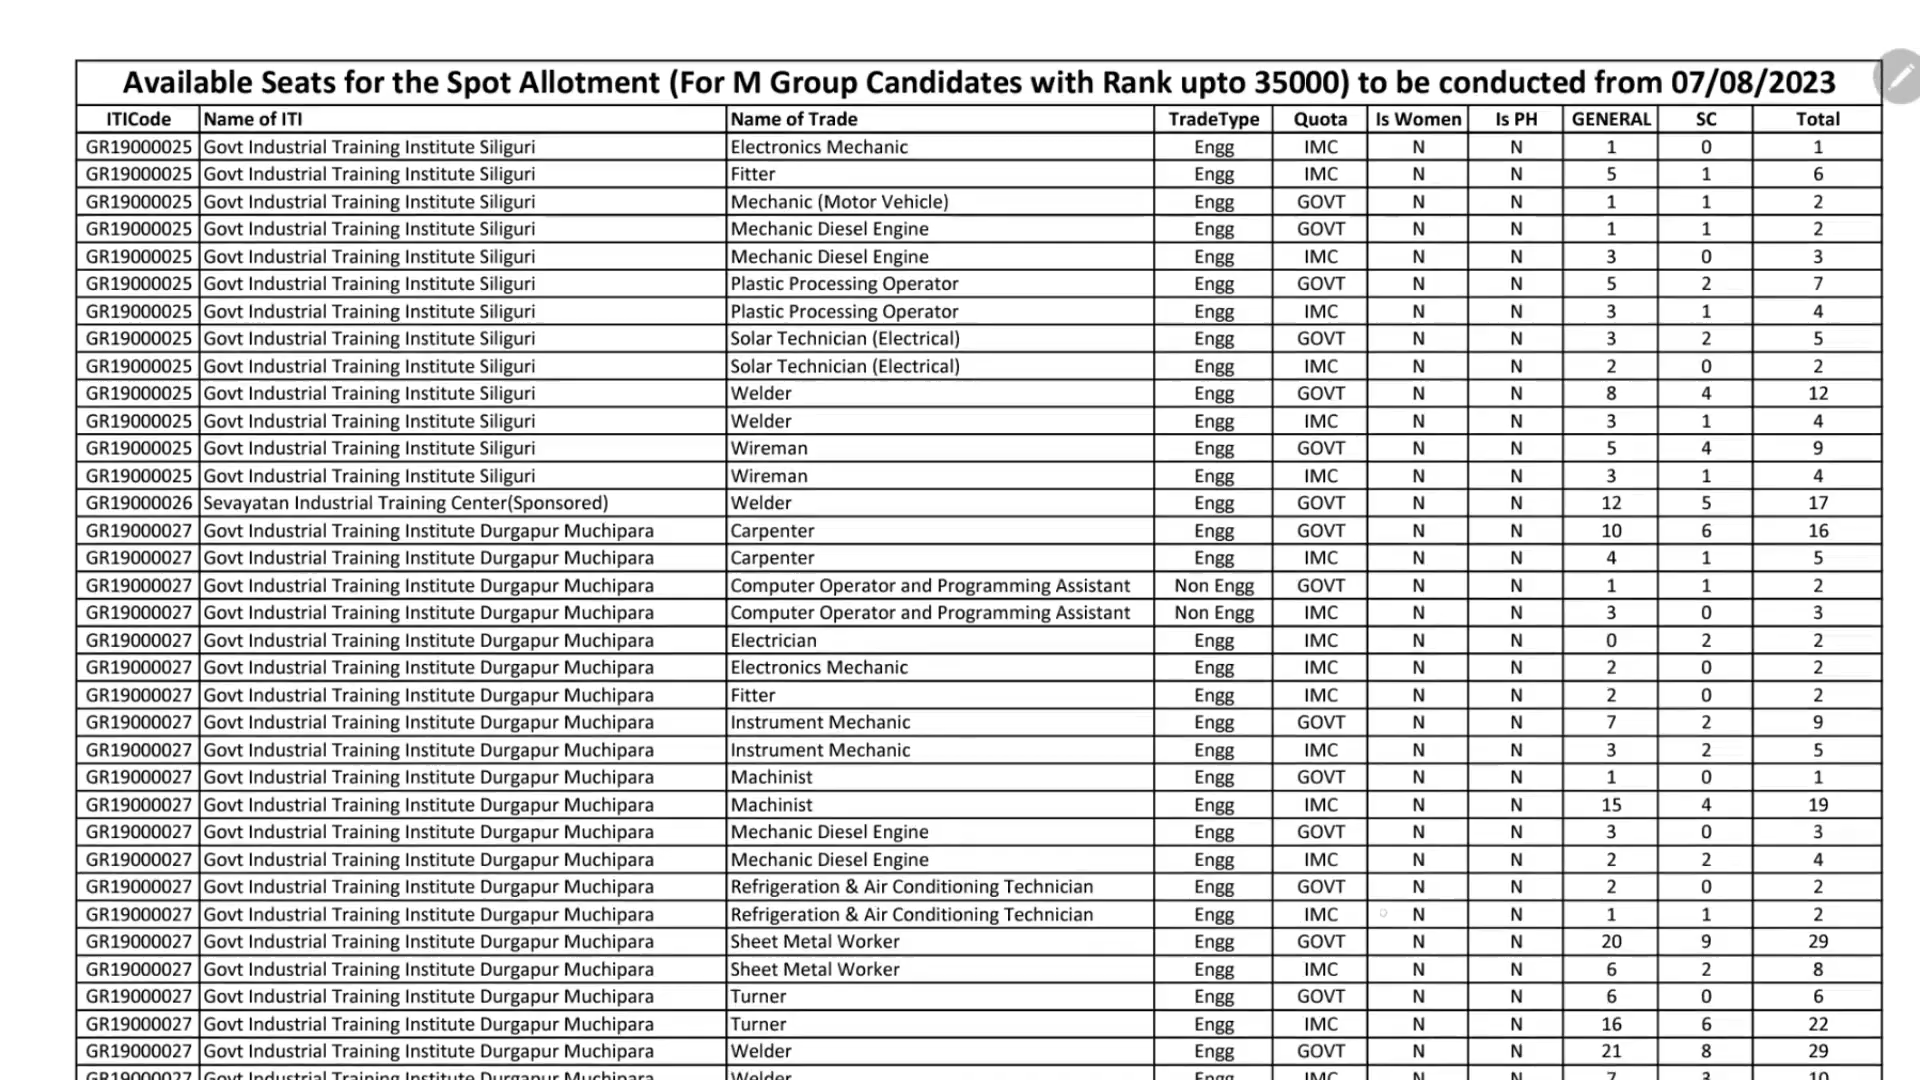 Available Seats for the Spot Allotment (For M Group Candidates with Rank upto 35000) to be conducted from 07/08/2023
ITICode Name of ITI Name of Trade TradeType Quota Is Women Is PH GENERAL SC Total
GR19000025 Govt Industrial Training Institute Siliguri Electronics Mechanic Engg IMC N N 1 0 1
GR19000025 Govt Industrial Training Institute Siliguri Fitter Engg IMC N N 5 1 6
GR19000025 Govt Industrial Training Institute Siliguri Mechanic (Motor Vehicle) Engg GOVT N N 1 1 2
GR19000025 Govt Industrial Training Institute Siliguri Mechanic Diesel Engine Engg GOVT N N 1 1 2
GR19000025 Govt Industrial Training Institute Siliguri Mechanic Diesel Engine Engg IMC N N 3 0 3
GR19000025 Govt Industrial Training Institute Siliguri Plastic Processing Operator Engg GOVT N N 5 2 7
GR19000025 Govt Industrial Training Institute Siliguri Plastic Processing Operator Engg IMC N N 3 1 4
GR19000025 Govt Industrial Training Institute Siliguri Solar Technician (Electrical) Engg GOVT N N 3 2 5
GR19000025 Govt Industrial Training Institute Siliguri Solar Technician (Electrical) Engg IMC N N 2 0 2
GR19000025 Govt Industrial Training Institute Siliguri Welder Engg GOVT N N 8 4 12
GR19000025 Govt Industrial Training Institute Siliguri Welder Engg IMC N N 3 1 4
GR19000025 Govt Industrial Training Institute Siliguri Wireman Engg GOVT N N 5 4 9
GR19000025 Govt Industrial Training Institute Siliguri Wireman Engg IMC N N 3 1 4
GR19000026 Sevayatan Industrial Training Center(Sponsored) Welder Engg GOVT N N 12 5 17
GR19000027 Govt Industrial Training Institute Durgapur Muchipara Carpenter Engg GOVT N N 10 6 16
GR19000027 Govt Industrial Training Institute Durgapur Muchipara Carpenter Engg IMC N N 4 1 5
GR19000027 Govt Industrial Training Institute Durgapur Muchipara Computer Operator and Programming Assistant Non Engg GOVT N N 1 1 2
GR19000027 Govt Industrial Training Institute Durgapur Muchipara Computer Operator and Programming Assistant Non Engg IMC N N 3 0 3
GR19000027 Govt Industrial Training Institute Durgapur Muchipara Electrician Engg IMC N N 0 2 2
GR19000027 Govt Industrial Training Institute Durgapur Muchipara Electronics Mechanic Engg IMC N N 2 0 2
GR19000027 Govt Industrial Training Institute Durgapur Muchipara Fitter Engg IMC N N 2 0 2
GR19000027 Govt Industrial Training Institute Durgapur Muchipara Instrument Mechanic Engg GOVT N N 7 2 9
GR19000027 Govt Industrial Training Institute Durgapur Muchipara Instrument Mechanic Engg IMC N N 3 2 5
GR19000027 Govt Industrial Training Institute Durgapur Muchipara Machinist Engg GOVT N N 1 0 1
GR19000027 Govt Industrial Training Institute Durgapur Muchipara Machinist Engg IMC N N 15 4 19
GR19000027 Govt Industrial Training Institute Durgapur Muchipara Mechanic Diesel Engine Engg GOVT N N 3 0 3
GR19000027 Govt Industrial Training Institute Durgapur Muchipara Mechanic Diesel Engine Engg IMC N N 2 2 4
GR19000027 Govt Industrial Training Institute Durgapur Muchipara Refrigeration & Air Conditioning Technician Engg GOVT N N 2 0 2
GR19000027 Govt Industrial Training Institute Durgapur Muchipara Refrigeration & Air Conditioning Technician Engg IMC N N 1 1 2
GR19000027 Govt Industrial Training Institute Durgapur Muchipara Sheet Metal Worker Engg GOVT N N 20 9 29
GR19000027 Govt Industrial Training Institute Durgapur Muchipara Sheet Metal Worker Engg IMC N N 6 2 8
GR19000027 Govt Industrial Training Institute Durgapur Muchipara Turner Engg GOVT N N 6 0 6
GR19000027 Govt Industrial Training Institute Durgapur Muchipara Turner Engg IMC N N 16 6 22
GR19000027 Govt Industrial Training Institute Durgapur Muchipara Welder Engg GOVT N N 21 8 29
GR19000027 Govt Industrial Training Institute Durgapur Muchipara Welder Engg IMC N N 7 3 10